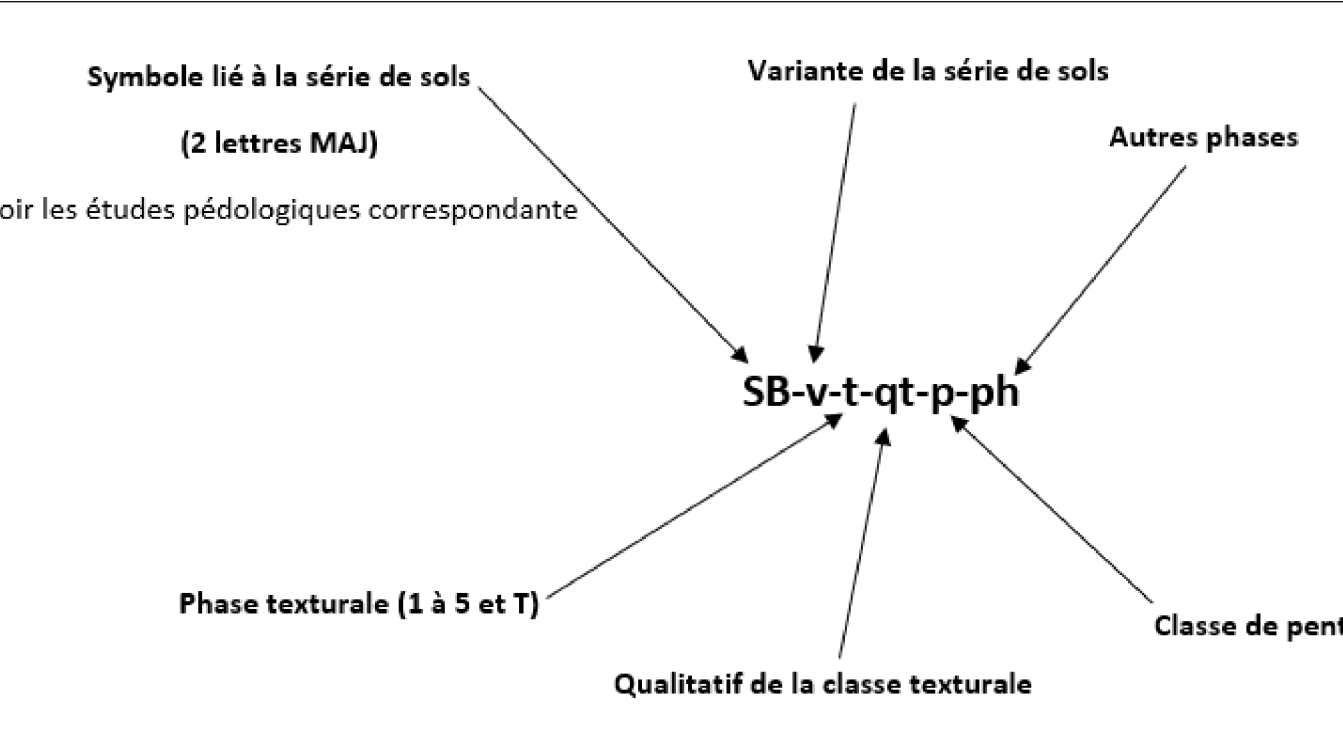 Symbole lié à la série de sols
Variante de la série de sols
(2 lettres MAJ)
Autres phases
oir les études pédologiques correspondante
SB-v-t-qt-p-ph
Phase texturale (1 à 5 et T)
Classe de pent
Qualitatif de la classe texturale